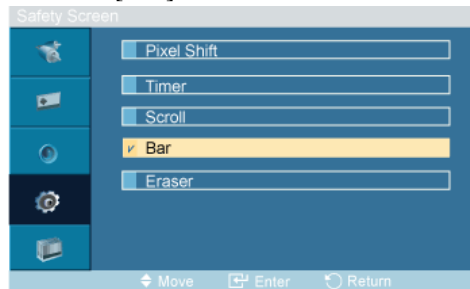 Safety Screen
Pixel Shift
Timer
Scroll
Bar
Eraser
Move Enter Return